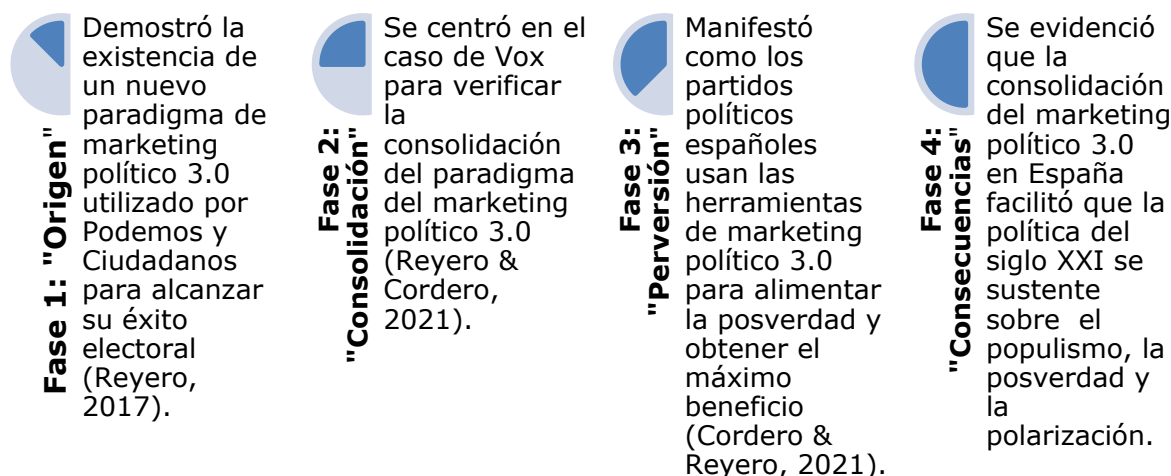 Fase 1: "Origen"
Demostró la
existencia de
un nuevo
paradigma de
marketing
político 3.0
utilizado por
Podemos y
Ciudadanos
para alcanzar
su éxito
electoral
(Reyero,
2017).
Fase 2:
"Consolidación"
Se centró en el
caso de Vox
para verificar
la
consolidación
del paradigma
del marketing
político 3.0
(Reyero &
Cordero,
2021).
Fase 3:
"Perversión"
Manifestó
como los
partidos
políticos
españoles
usan las
herramientas
de marketing
político 3.0
para alimentar
la posverdad y
obtener el
máximo
beneficio
(Cordero &
Reyero, 2021).
Fase 4:
"Consecuencias"
Se evidenció
que la
consolidación
del marketing
político 3.0
en España
facilitó que la
política del
siglo XXI se
sustente
sobre  el
populismo, la
posverdad y
la
polarización.